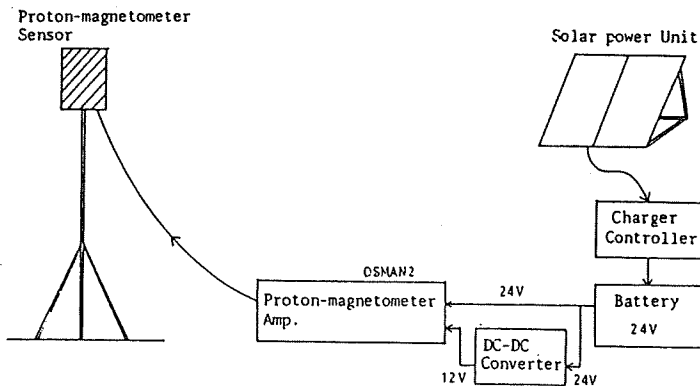 Proton-magnetometer
Sensor
Solar power Unit
Charger
Controller
OSMAN2
Proton-magnetometer
Amp.
24V
Battery
24V
DC-DC
Converter
12V
24V